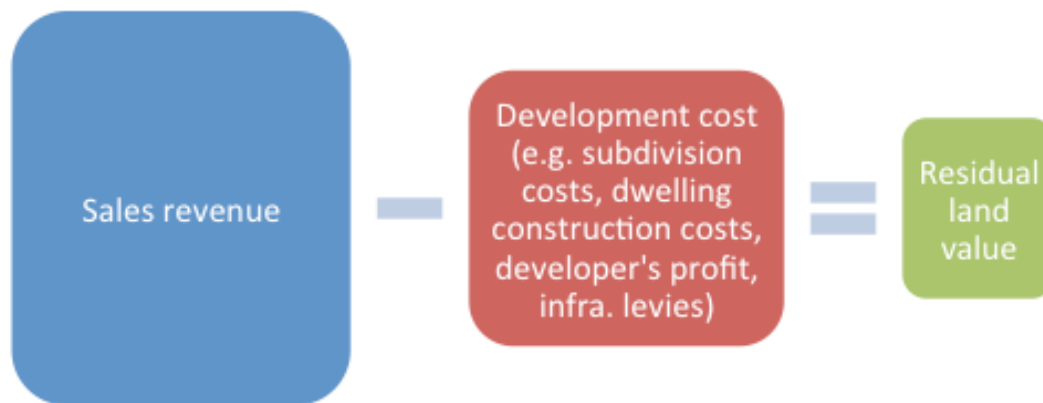 Sales revenue
Development cost
(e.g. subdivision
costs, dwelling
construction costs,
developer's profit,
infra. levies)
Residual
land
value